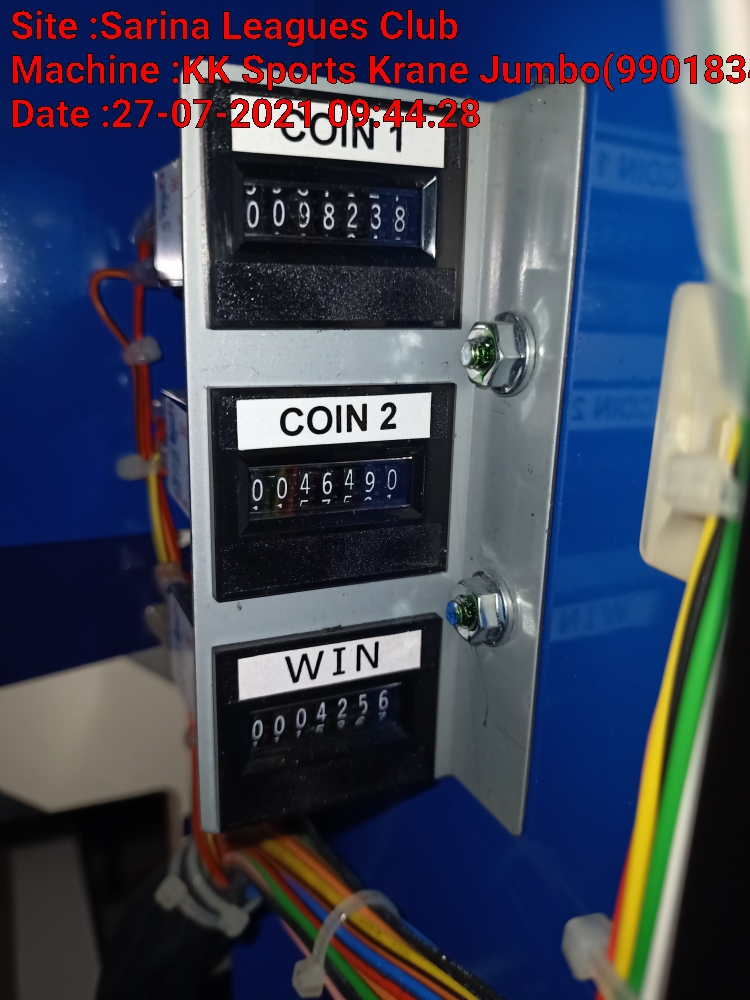 Site :Sarina Leagues Club
Machine :KK Sports Krane Jumbo(9901834
Date :27-07-2021 09:44:28
COIN 1
0098238
COIN 2
0046490
WIN
0004256